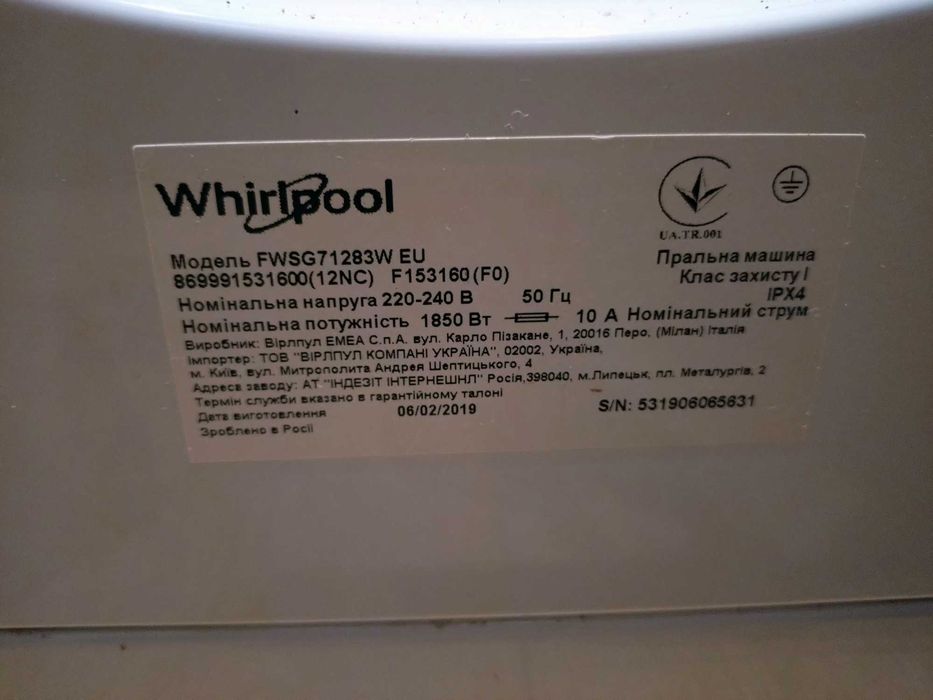 Whirlpool
UA.TR.001
Модель FWSG71283W EU
Пральна машина
869991531600(12NC) F153160(F0)
Клас захисту I
Номінальна напруга 220-240 В 50 Гц
IPX4
Номінальна потужність 1850 Вт 10 А Номінальний струм
Виробник: Вірлпул ЕМЕА С.п.А. вул. Карло Пізакане, 1, 20016 Перо, (Мілан) Італія
Імпортер: ТОВ "ВІРЛПУЛ КОМПАНІ УКРАЇНА", 02002, Україна,
м. Київ, вул. Митрополита Андрея Шептицького, 4
Адреса заводу: АТ "ІНДЕЗІТ ІНТЕРНЕШНЛ" Росія,398040, м.Липецьк, пл. Металургів, 2
Термін служби вказано в гарантійному талоні
Дата виготовлення 06/02/2019 S/N: 531906065631
Зроблено в Росії